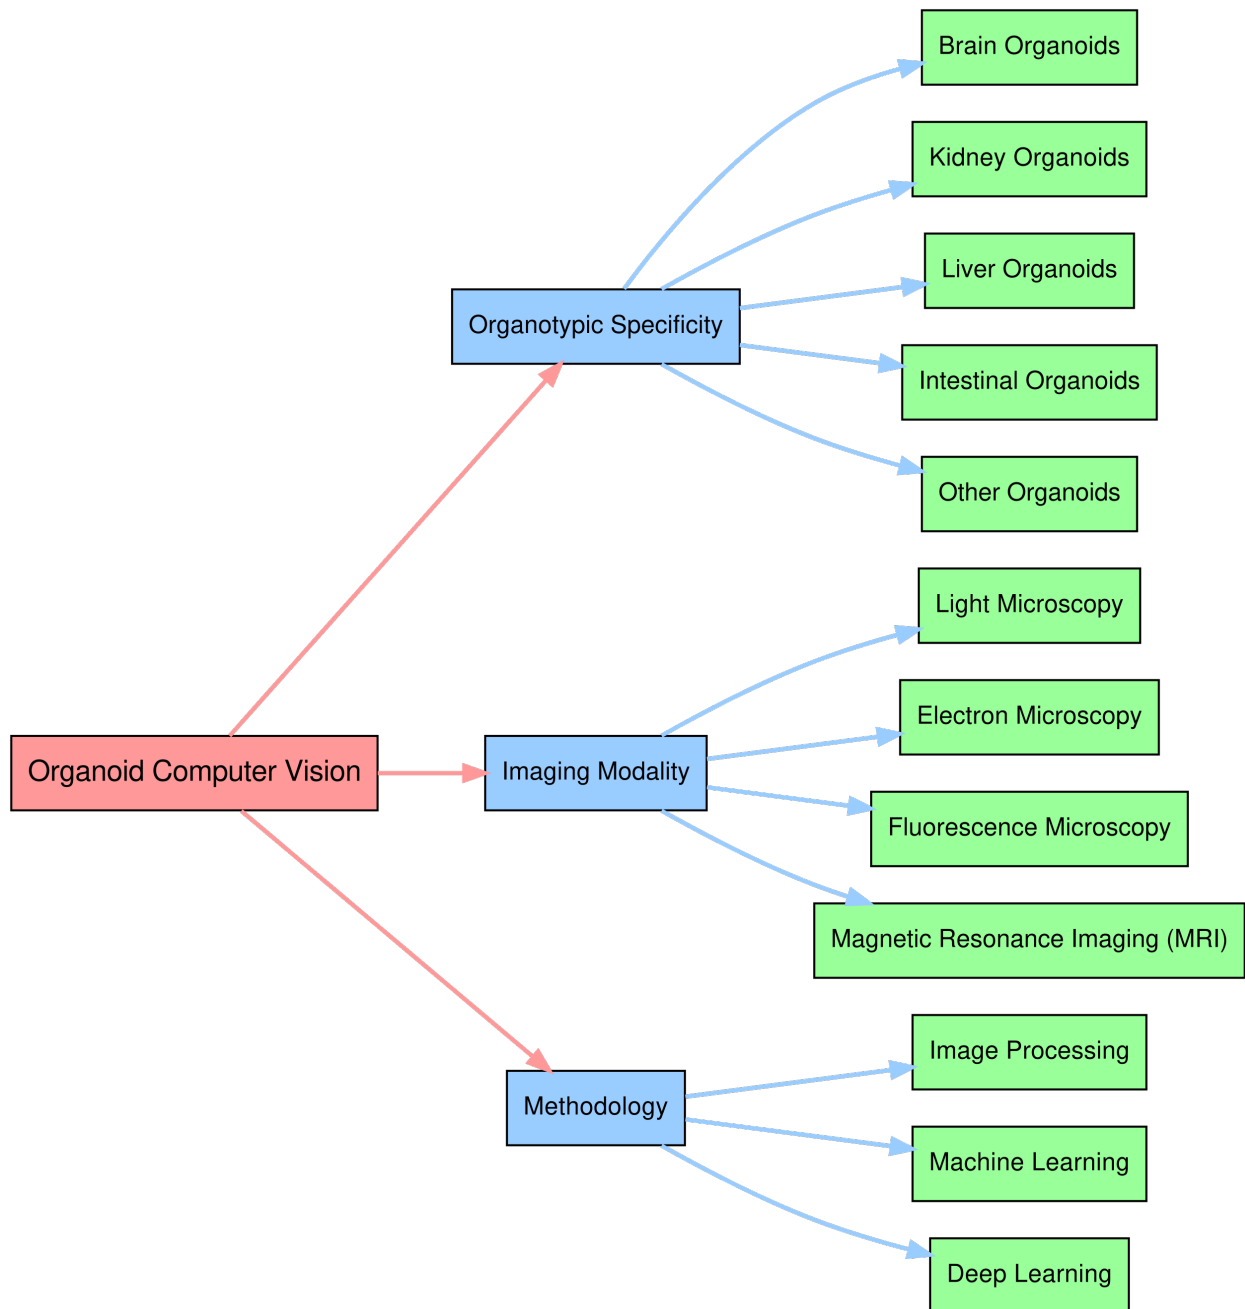 Organoid Computer Vision
Organotypic Specificity
Brain Organoids
Kidney Organoids
Liver Organoids
Intestinal Organoids
Other Organoids
Imaging Modality
Light Microscopy
Electron Microscopy
Fluorescence Microscopy
Magnetic Resonance Imaging (MRI)
Methodology
Image Processing
Machine Learning
Deep Learning